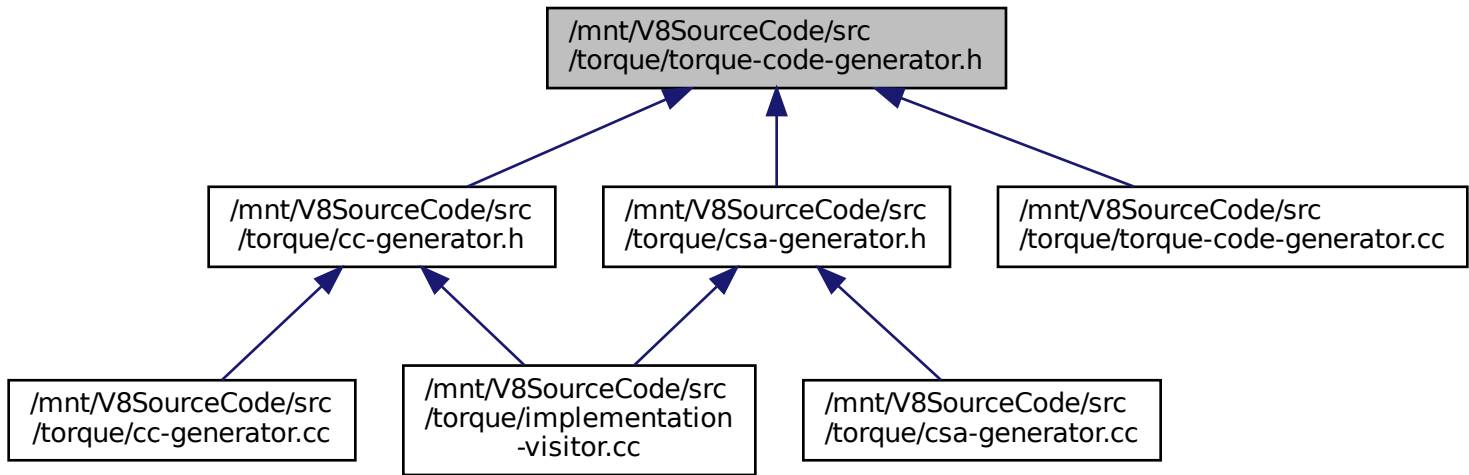 /mnt/V8SourceCode/src
/torque/torque-code-generator.h
/mnt/V8SourceCode/src
/torque/cc-generator.h
/mnt/V8SourceCode/src
/torque/csa-generator.h
/mnt/V8SourceCode/src
/torque/torque-code-generator.cc
/mnt/V8SourceCode/src
/torque/cc-generator.cc
/mnt/V8SourceCode/src
/torque/implementation
-visitor.cc
/mnt/V8SourceCode/src
/torque/csa-generator.cc